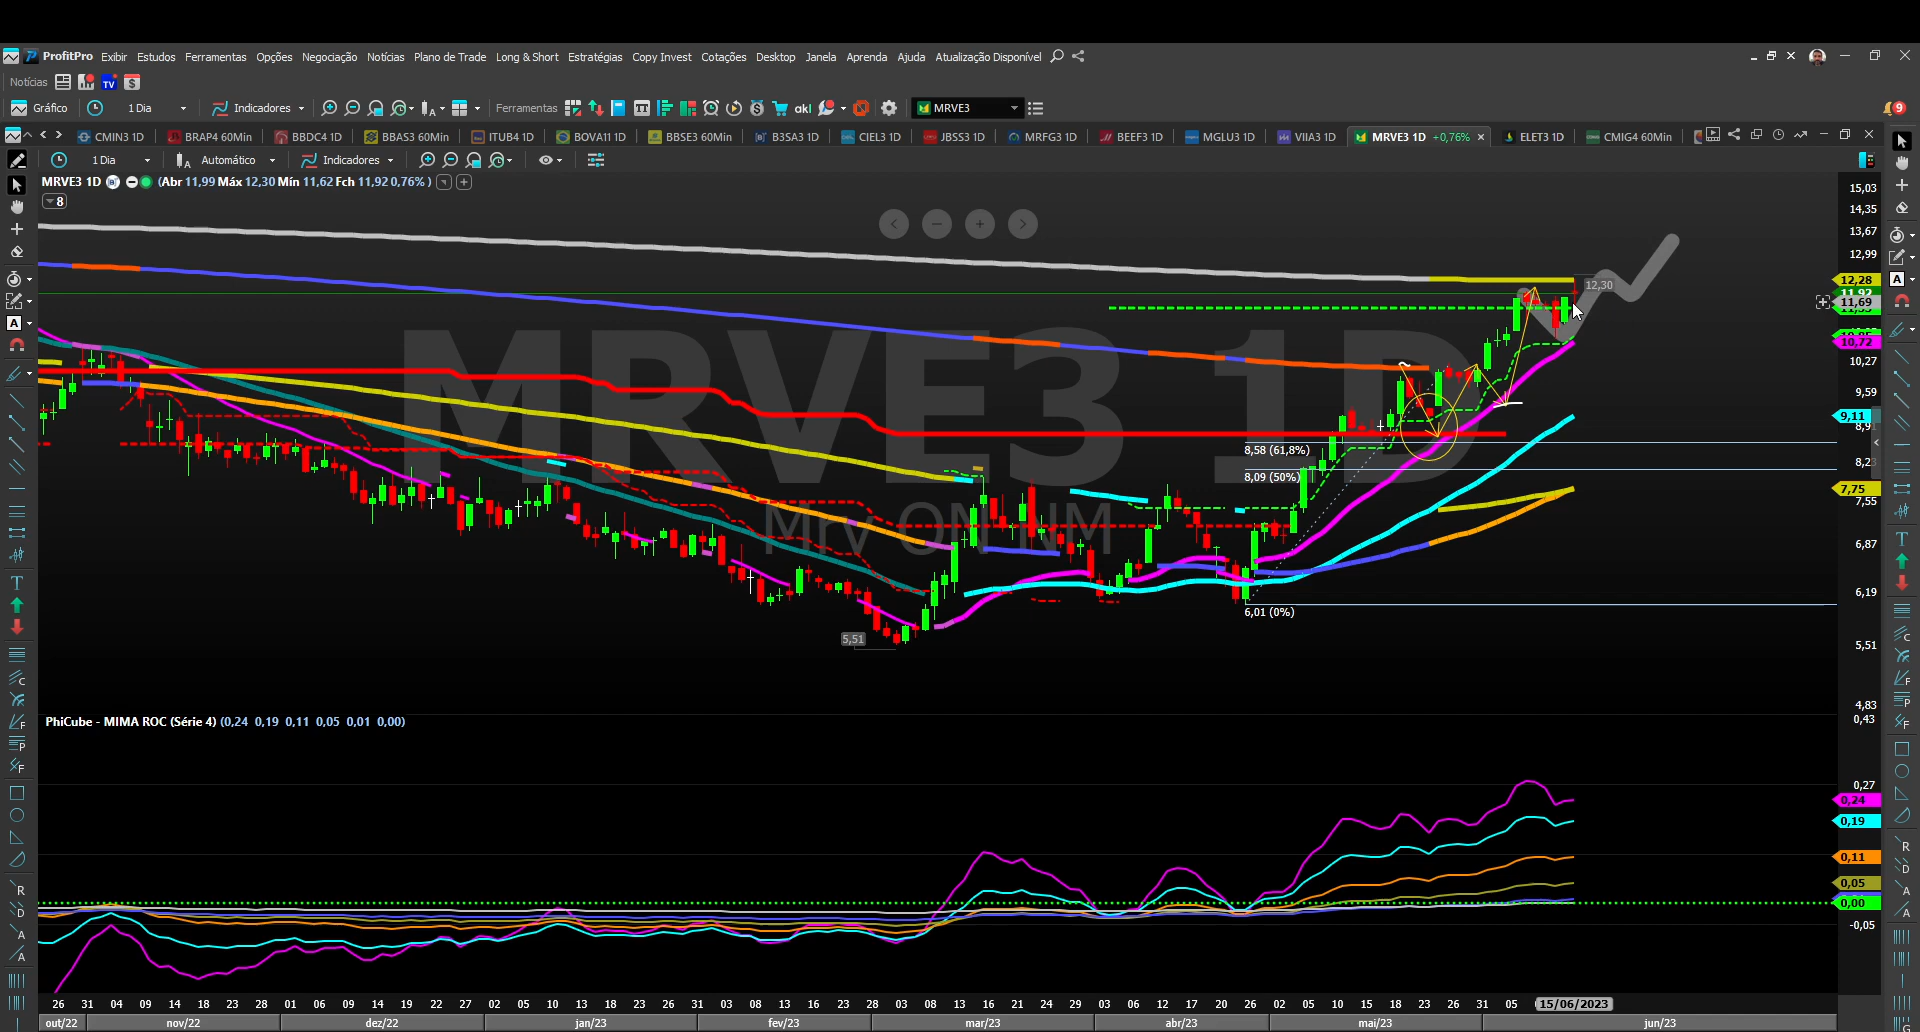 ProfitPro Exibir Estudos Ferramentas Opções Negociação Notícias Plano de Trade Long & Short Estratégias Copy Invest Cotações Desktop Janela Aprenda Ajuda Atualização Disponível
Notícias TV $
Gráfico 1 Dia Indicadores Ferramentas akl MRVE3 9
CMIN3 1D BRAP4 60Min BBDC4 1D BBAS3 60Min ITUB4 1D BOVA11 1D BBSE3 60Min B3SA3 1D CIEL3 1D JBSS3 1D MRFG3 1D BEEF3 1D MGLU3 1D VIIA3 1D MRVE3 1D +0,76% ELET3 1D CMIG4 60Min
1 Dia Automático Indicadores
MRVE3 1D (Abr 11,99 Máx 12,30 Mín 11,62 Fch 11,92 0,76% )
8
MRVE3 1D
Mrv ON NM
15,03
14,35
13,67
12,99
12,28
12,30
11,92
11,69
10,72
10,27
9,59
9,11
8,58 (61,8%)
8,09 (50%)
7,75
7,55
6,87
6,19
6,01 (0%)
5,51
5,51
4,83
PhiCube - MIMA ROC (Série 4) (0,24 0,19 0,11 0,05 0,01 0,00)
0,43
0,27
0,24
0,19
0,11
0,05
0,00
-0,05
26 31 04 09 14 18 23 28 01 06 09 14 19 22 27 02 05 10 13 18 23 26 31 03 08 13 16 23 28 03 08 13 16 21 24 29 03 06 12 17 20 26 02 05 10 15 18 23 26 31 05 15/06/2023
out/22 nov/22 dez/22 jan/23 fev/23 mar/23 abr/23 mai/23 jun/23